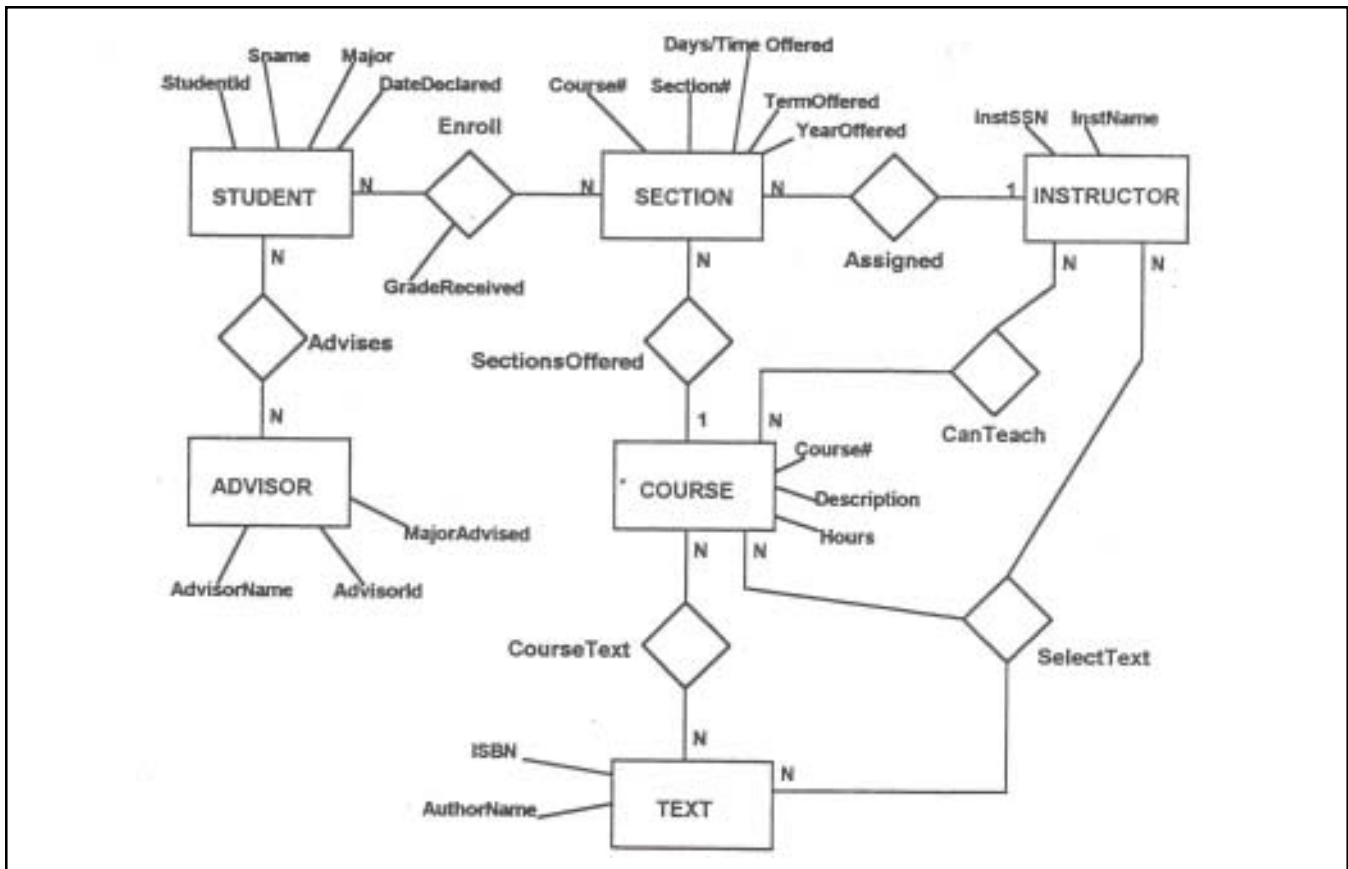 Days/Time Offered
Sname Major
StudentId DateDeclared Course# Section# TermOffered
Enroll YearOffered InstSSN InstName
STUDENT N N SECTION N 1 INSTRUCTOR
N GradeReceived N Assigned N N
Advises SectionsOffered
N 1 N CanTeach
ADVISOR COURSE Course#
Description
MajorAdvised Hours
AdvisorName AdvisorId N N
CourseText SelectText
ISBN N
N
AuthorName TEXT